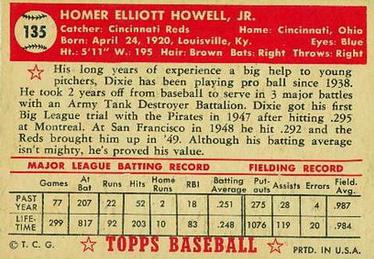 135
HOMER ELLIOTT HOWELL, JR.
Catcher: Cincinnati Reds Home: Cincinnati, Ohio
Born: April 24, 1920, Louisville, Ky. Eyes: Blue
Ht: 5'11" W: 195 Hair: Brown Bats: Right Throws: Right
His long years of experience a big help to young
pitchers, Dixie has been playing pro ball since 1938.
He took 2 years off from baseball to serve in 3 major battles
with an Army Tank Destroyer Battalion. Dixie got his first
Big League trial with the Pirates in 1947 after hitting .295
at Montreal. At San Francisco in 1948 he hit .292 and the
Reds brought him up in '49. Although his batting average
isn't mighty, he's proved his value.
MAJOR LEAGUE BATTING RECORD FIELDING RECORD
Games At Bat Runs Hits HR RBI Batting Average Put-outs Assists Errors Field. Avg.
PAST YEAR 77 207 22 52 2 18 .251 275 28 4 .987
LIFE-TIME 299 817 83 203 10 83 .248 1076 119 20 .984
© T. C. G. TOPPS BASEBALL PRTD. IN U.S.A.